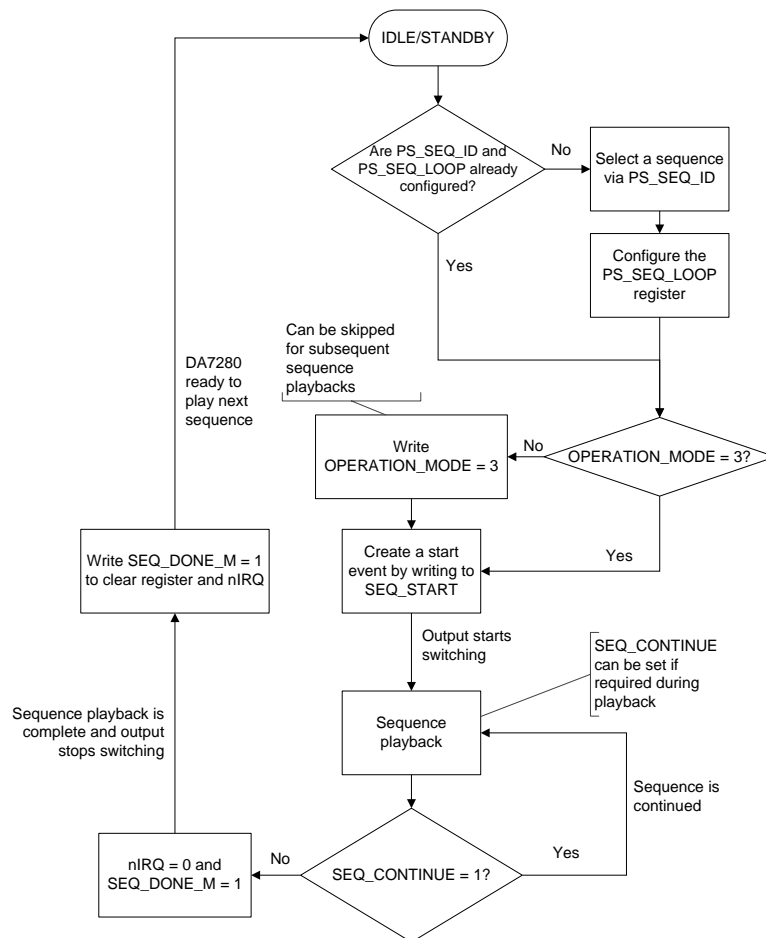 IDLE/STANDBY
Are PS_SEQ_ID and
PS_SEQ_LOOP already
configured?
No
Select a sequence
via PS_SEQ_ID
Yes
Configure the
PS_SEQ_LOOP
register
Can be skipped
for subsequent
sequence
playbacks
DA7280
ready to
play next
sequence
Write
OPERATION_MODE = 3
No
OPERATION_MODE = 3?
Write SEQ_DONE_M = 1
to clear register and nIRQ
Create a start
event by writing to
SEQ_START
Yes
Output starts
switching
SEQ_CONTINUE
can be set if
required during
playback
Sequence playback is
complete and output
stops switching
Sequence
playback
Sequence is
continued
nIRQ = 0 and
SEQ_DONE_M = 1
No
SEQ_CONTINUE = 1?
Yes